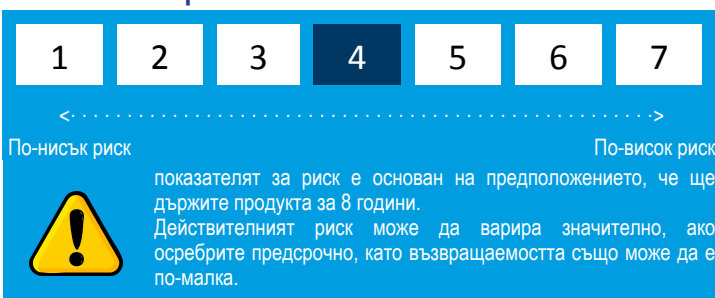 1 2 3 4 5 6 7
<· · · · · · · · · · · · · · · · · · · · · · · · · · · · · · · · · · · · · · · · · · · · · · · · · · · · ·>
По-нисък риск По-висок риск
показателят за риск е основан на предположението, че ще
държите продукта за 8 години.
Действителният риск може да варира значително, ако
осребрите предсрочно, като възвращаемостта също може да е
по-малка.